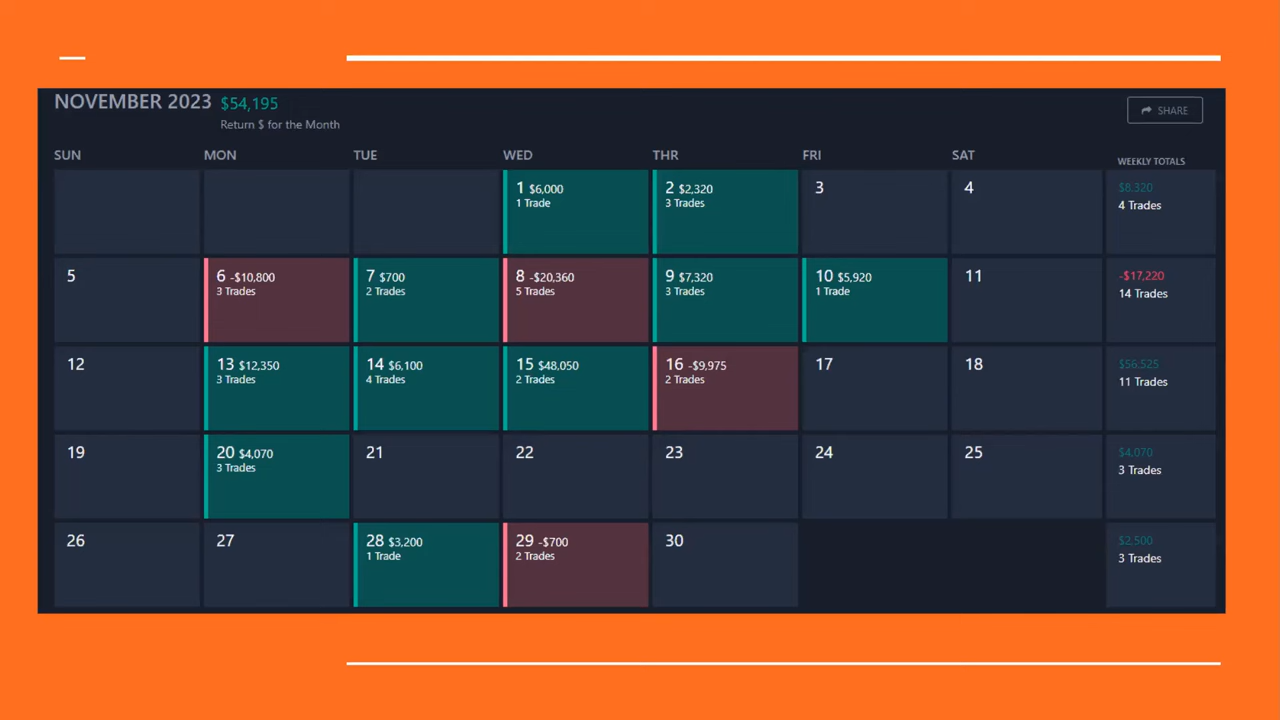 NOVEMBER 2023 $54,195
Return $ for the Month
SHARE
SUN MON TUE WED THR FRI SAT WEEKLY TOTALS
1 $6,000
1 Trade
2 $2,320
3 Trades
3
4
$8,320
4 Trades
5
6 -$10,800
3 Trades
7 $700
2 Trades
8 -$20,360
5 Trades
9 $7,320
3 Trades
10 $5,920
1 Trade
11
-$17,220
14 Trades
12
13 $12,350
3 Trades
14 $6,100
4 Trades
15 $48,050
2 Trades
16 -$9,975
2 Trades
17
18
$56,525
11 Trades
19
20 $4,070
3 Trades
21
22
23
24
25
$4,070
3 Trades
26
27
28 $3,200
1 Trade
29 -$700
2 Trades
30
$2,500
3 Trades